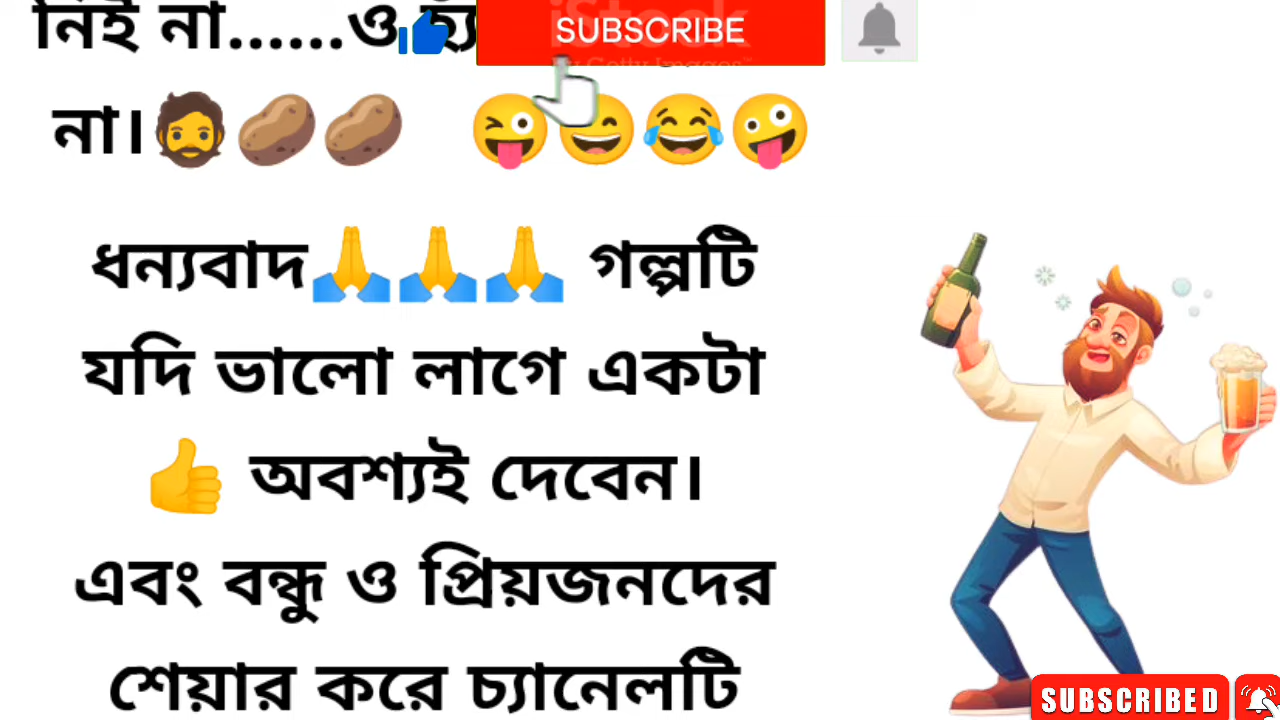 নিই না......ও
SUBSCRIBE
না।🧔🥔🥔 😜😅😂🤪
ধন্যবাদ🙏🙏🙏 গল্পটি
যদি ভালো লাগে একটা
👍 অবশ্যই দেবেন।
এবং বন্ধু ও প্রিয়জনদের
শেয়ার করে চ্যানেলটি
SUBSCRIBED